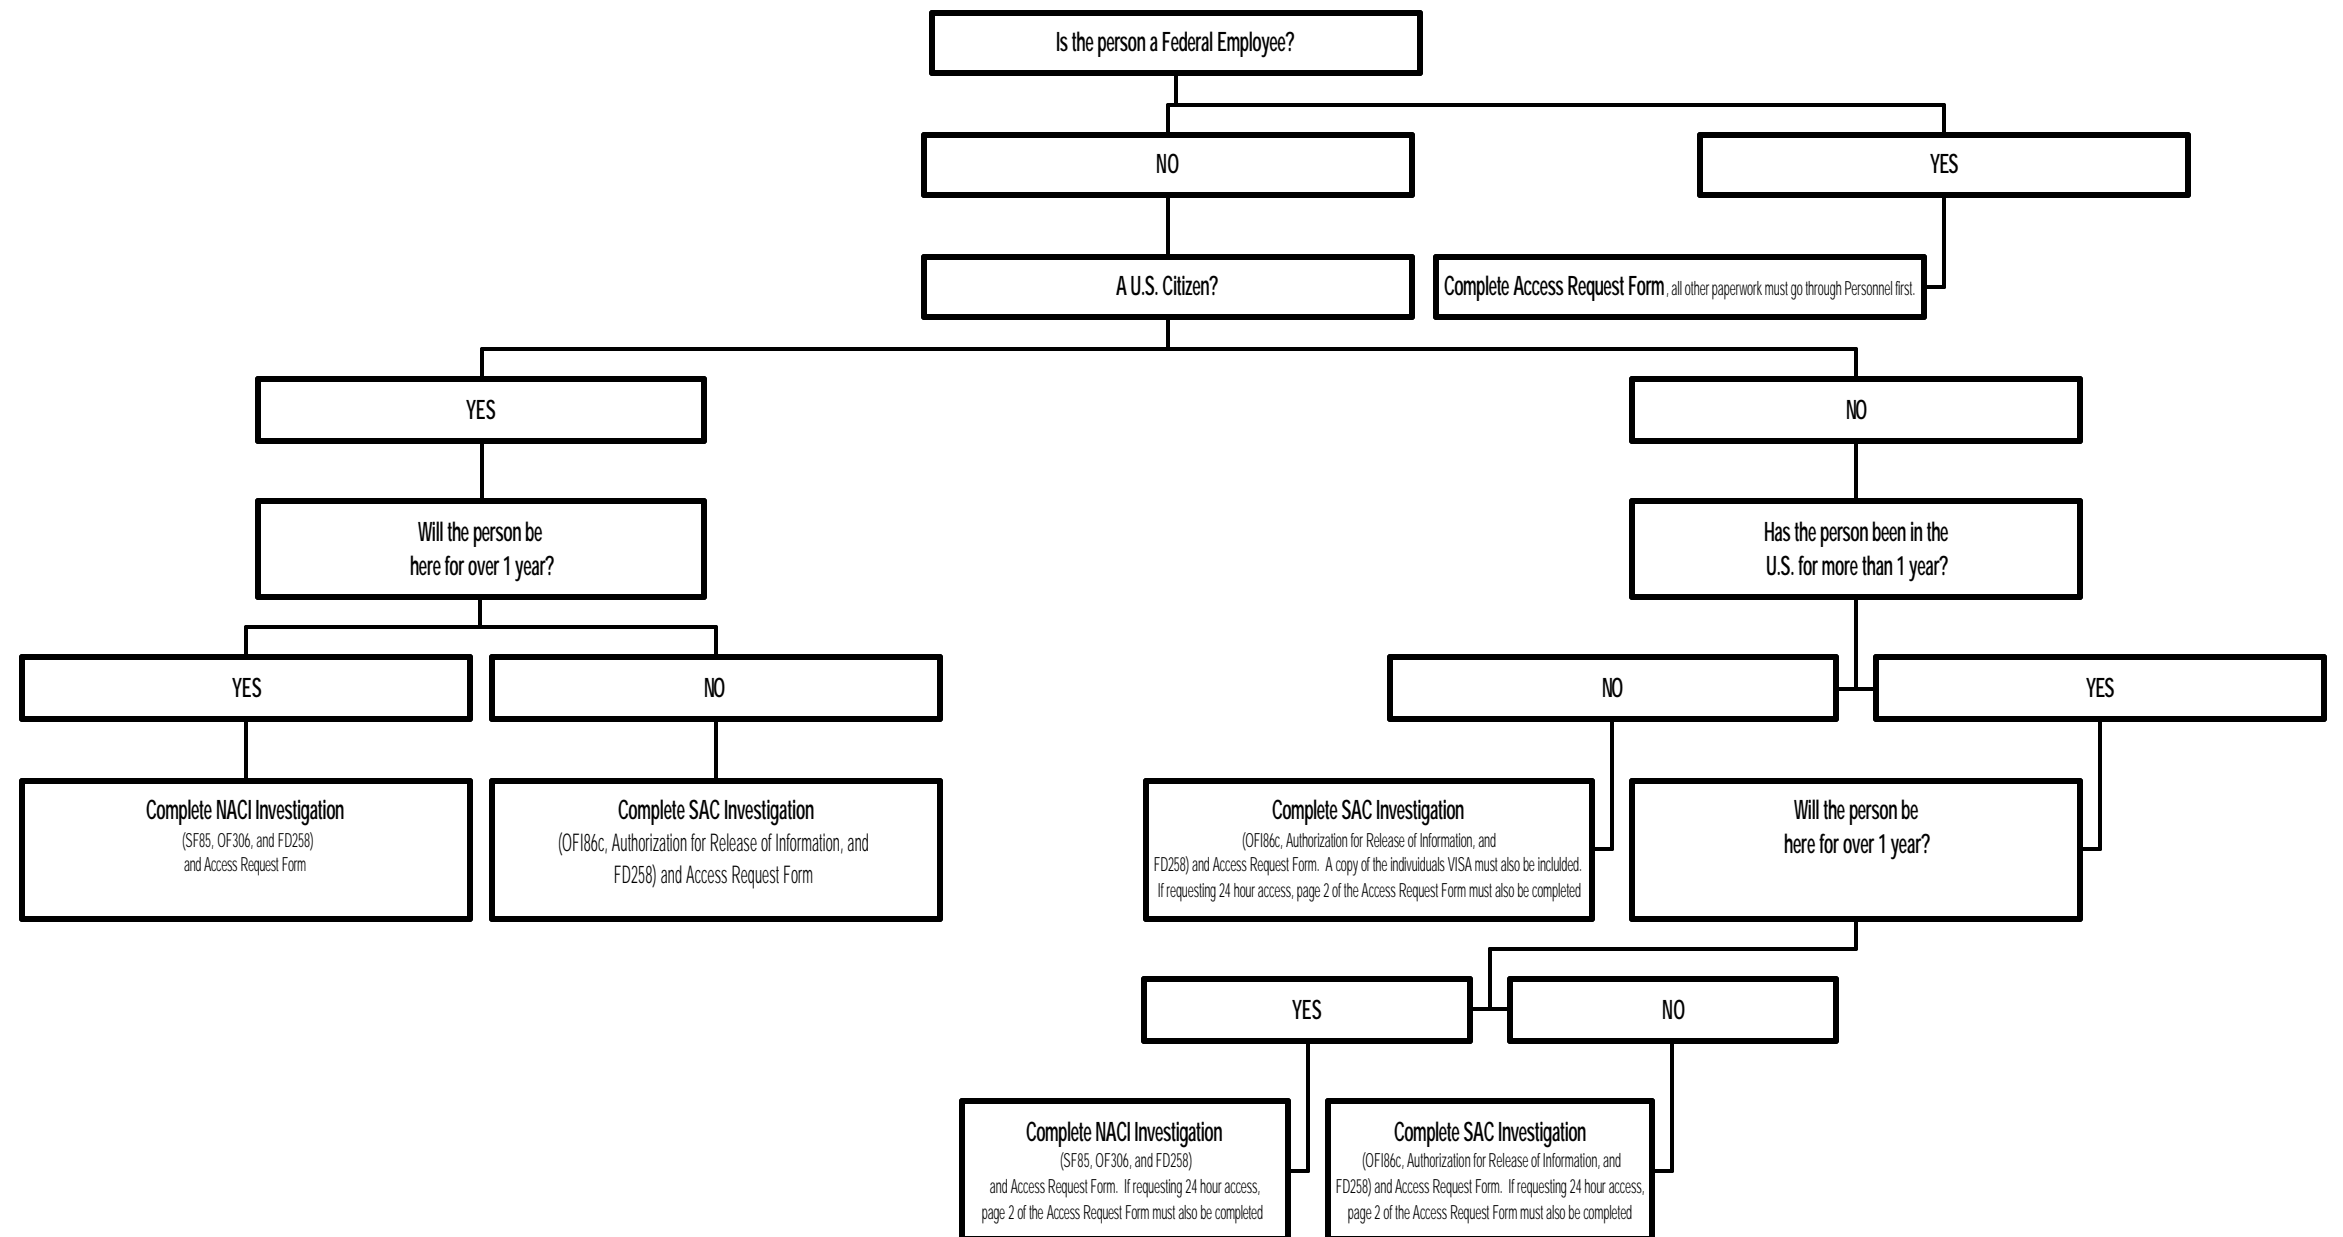 Is the person a Federal Employee?
NO
YES
A U.S. Citizen?
Complete Access Request Form, all other paperwork must go through Personnel first.
YES
NO
Will the person be
here for over 1 year?
Has the person been in the
U.S. for more than 1 year?
YES
NO
NO
YES
Complete NACI Investigation
(SF85, OF306, and FD258)
and Access Request Form
Complete SAC Investigation
(OFI86c, Authorization for Release of Information, and
FD258) and Access Request Form
Complete SAC Investigation
(OFI86c, Authorization for Release of Information, and
FD258) and Access Request Form. A copy of the indiviuduals VISA must also be inclulded.
If requesting 24 hour access, page 2 of the Access Request Form must also be completed
Will the person be
here for over 1 year?
YES
NO
Complete NACI Investigation
(SF85, OF306, and FD258)
and Access Request Form. If requesting 24 hour access,
page 2 of the Access Request Form must also be completed
Complete SAC Investigation
(OFI86c, Authorization for Release of Information, and
FD258) and Access Request Form. If requesting 24 hour access,
page 2 of the Access Request Form must also be completed